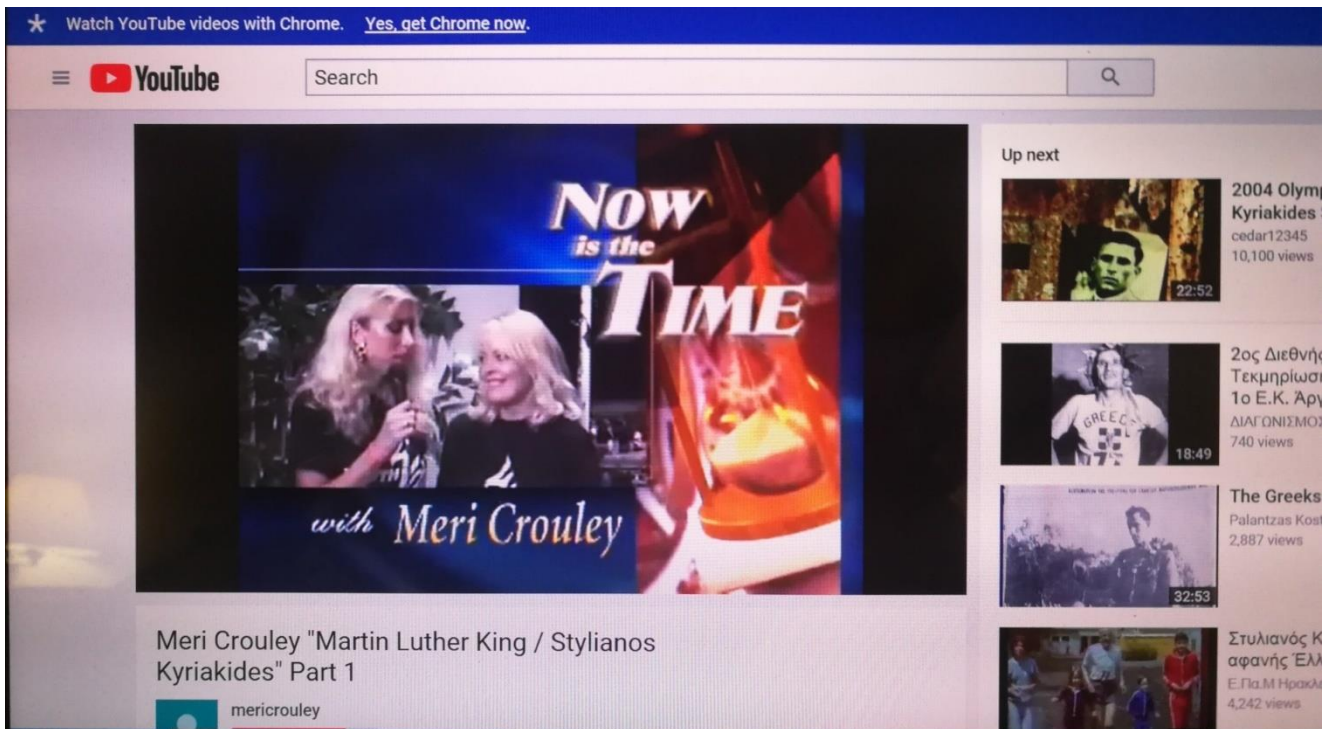 Watch YouTube videos with Chrome. Yes, get Chrome now.
YouTube
Search
NOW
is the
TIME
with Meri Crouley
Meri Crouley "Martin Luther King / Stylianos
Kyriakides" Part 1
mericrouley
Up next
22:52
2004 Olymp
Kyriakides
cedar12345
10,100 views
GREECE
18:49
2ος Διεθνής
Τεκμηρίωσ
1ο Ε.Κ. Άργ
ΔΙΑΓΩΝΙΣΜΟΣ
740 views
32:53
The Greeks
Palantzas Kost
2,887 views
Στυλιανός Κ
αφανής Έλλ
Ε.Πα.Μ Ηρακλε
4,242 views